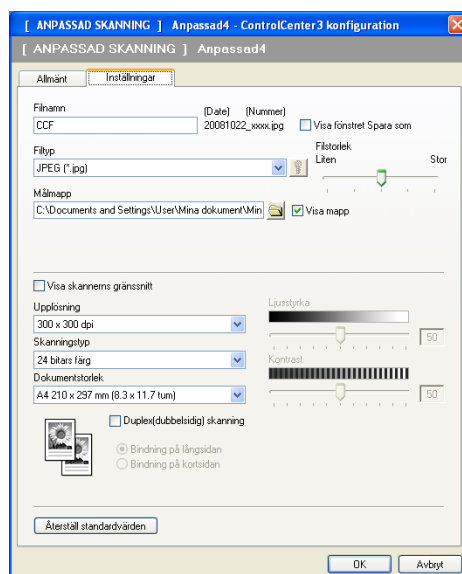 [ ANPASSAD SKANNING ] Anpassad4 - ControlCenter3 konfiguration
[ ANPASSAD SKANNING ] Anpassad4
Allmänt Inställningar
Filnamn (Date) (Nummer)
CCF 20081022_xxxx.jpg Visa fönstret Spara som
Filtyp Filstorlek
Liten Stor
JPEG (*.jpg)
Målmapp
C:\Documents and Settings\User\Mina dokument\Min Visa mapp
Visa skannerns gränssnitt
Upplösning Ljusstyrka
300 x 300 dpi 50
Skanningstyp
24 bitars färg Kontrast
Dokumentstorlek
A4 210 x 297 mm (8.3 x 11.7 tum) 50
Duplex(dubbelsidig) skanning
Bindning på långsidan
Bindning på kortsidan
Återställ standardvärden
OK Avbryt